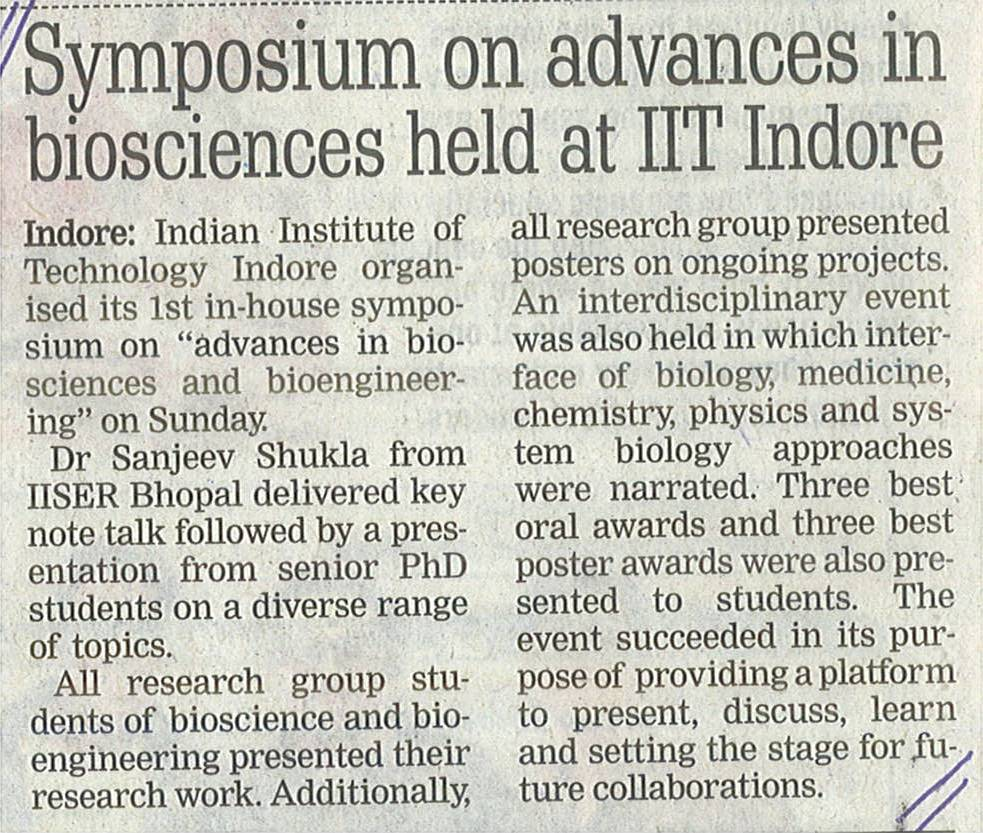 Symposium on advances in
biosciences held at IIT Indore
Indore: Indian Institute of
Technology Indore organ-
ised its 1st in-house sympo-
sium on “advances in bio-
sciences and bioengineer-
ing” on Sunday.
Dr Sanjeev Shukla from
IISER Bhopal delivered key
note talk followed by a pres-
entation from senior PhD
students on a diverse range
of topics.
All research group stu-
dents of bioscience and bio-
engineering presented their
research work. Additionally,
all research group presented
posters on ongoing projects.
An interdisciplinary event
was also held in which inter-
face of biology, medicine,
chemistry, physics and sys-
tem biology approaches
were narrated. Three best
oral awards and three best
poster awards were also pre-
sented to students. The
event succeeded in its pur-
pose of providing a platform
to present, discuss, learn
and setting the stage for fu-
ture collaborations.